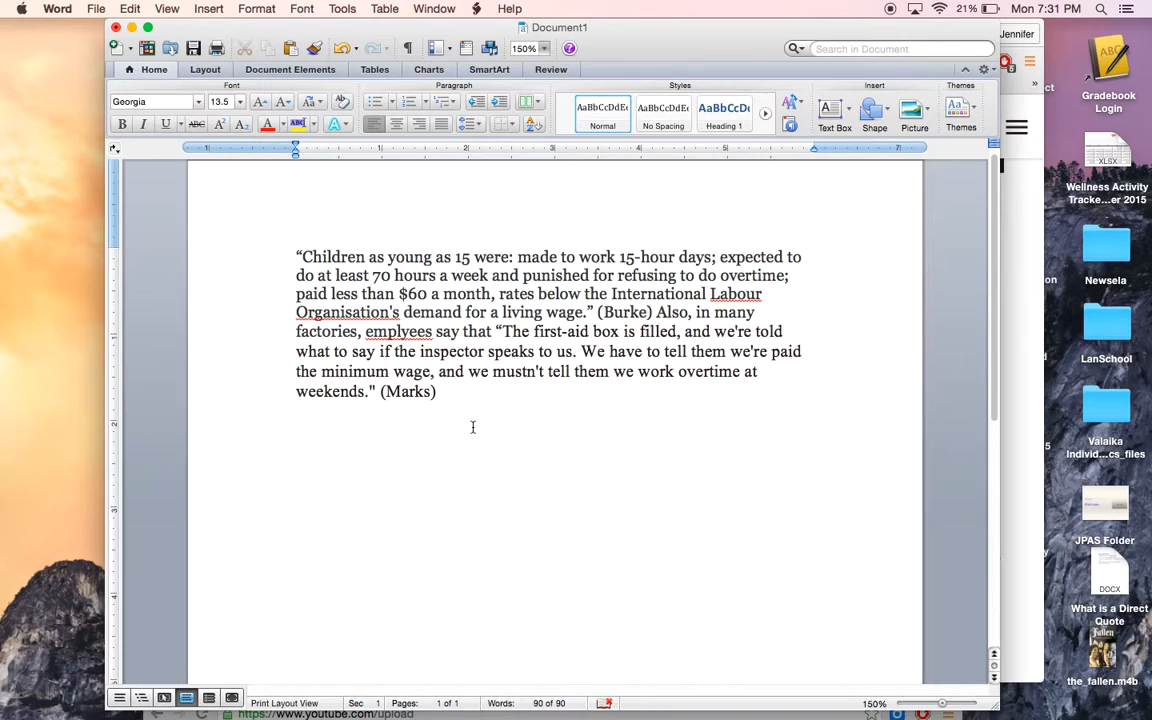 Word File Edit View Insert Format Font Tools Table Window Help 21% Mon 7:31 PM
Document1
150% Search in Document
Home Layout Document Elements Tables Charts SmartArt Review
Font Paragraph Styles Insert Themes
Georgia 13.5
AaBbCcDdEe AaBbCcDdEe AaBbCcDc
Normal No Spacing Heading 1 Text Box Shape Picture Themes
“Children as young as 15 were: made to work 15-hour days; expected to
do at least 70 hours a week and punished for refusing to do overtime;
paid less than $60 a month, rates below the International Labour
Organisation's demand for a living wage.” (Burke) Also, in many
factories, emplyees say that “The first-aid box is filled, and we're told
what to say if the inspector speaks to us. We have to tell them we're paid
the minimum wage, and we mustn't tell them we work overtime at
weekends." (Marks)
Print Layout View Sec 1 Pages: 1 of 1 Words: 90 of 90 150%
https://www.youtube.com/upload
Jennifer
Gradebook
Login
XLSX
Wellness Activity
Tracke...er 2015
Newsela
LanSchool
Valaika
Individ...cs_files
JPAS Folder
DOCX
What is a Direct
Quote
Fallen
the_fallen.m4b